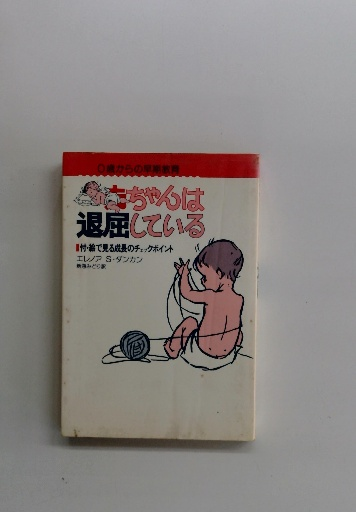 0歳からの早期教育
赤ちゃんは
退屈している
付・絵で見る成長のチェックポイント
エレノア S・ダンカン